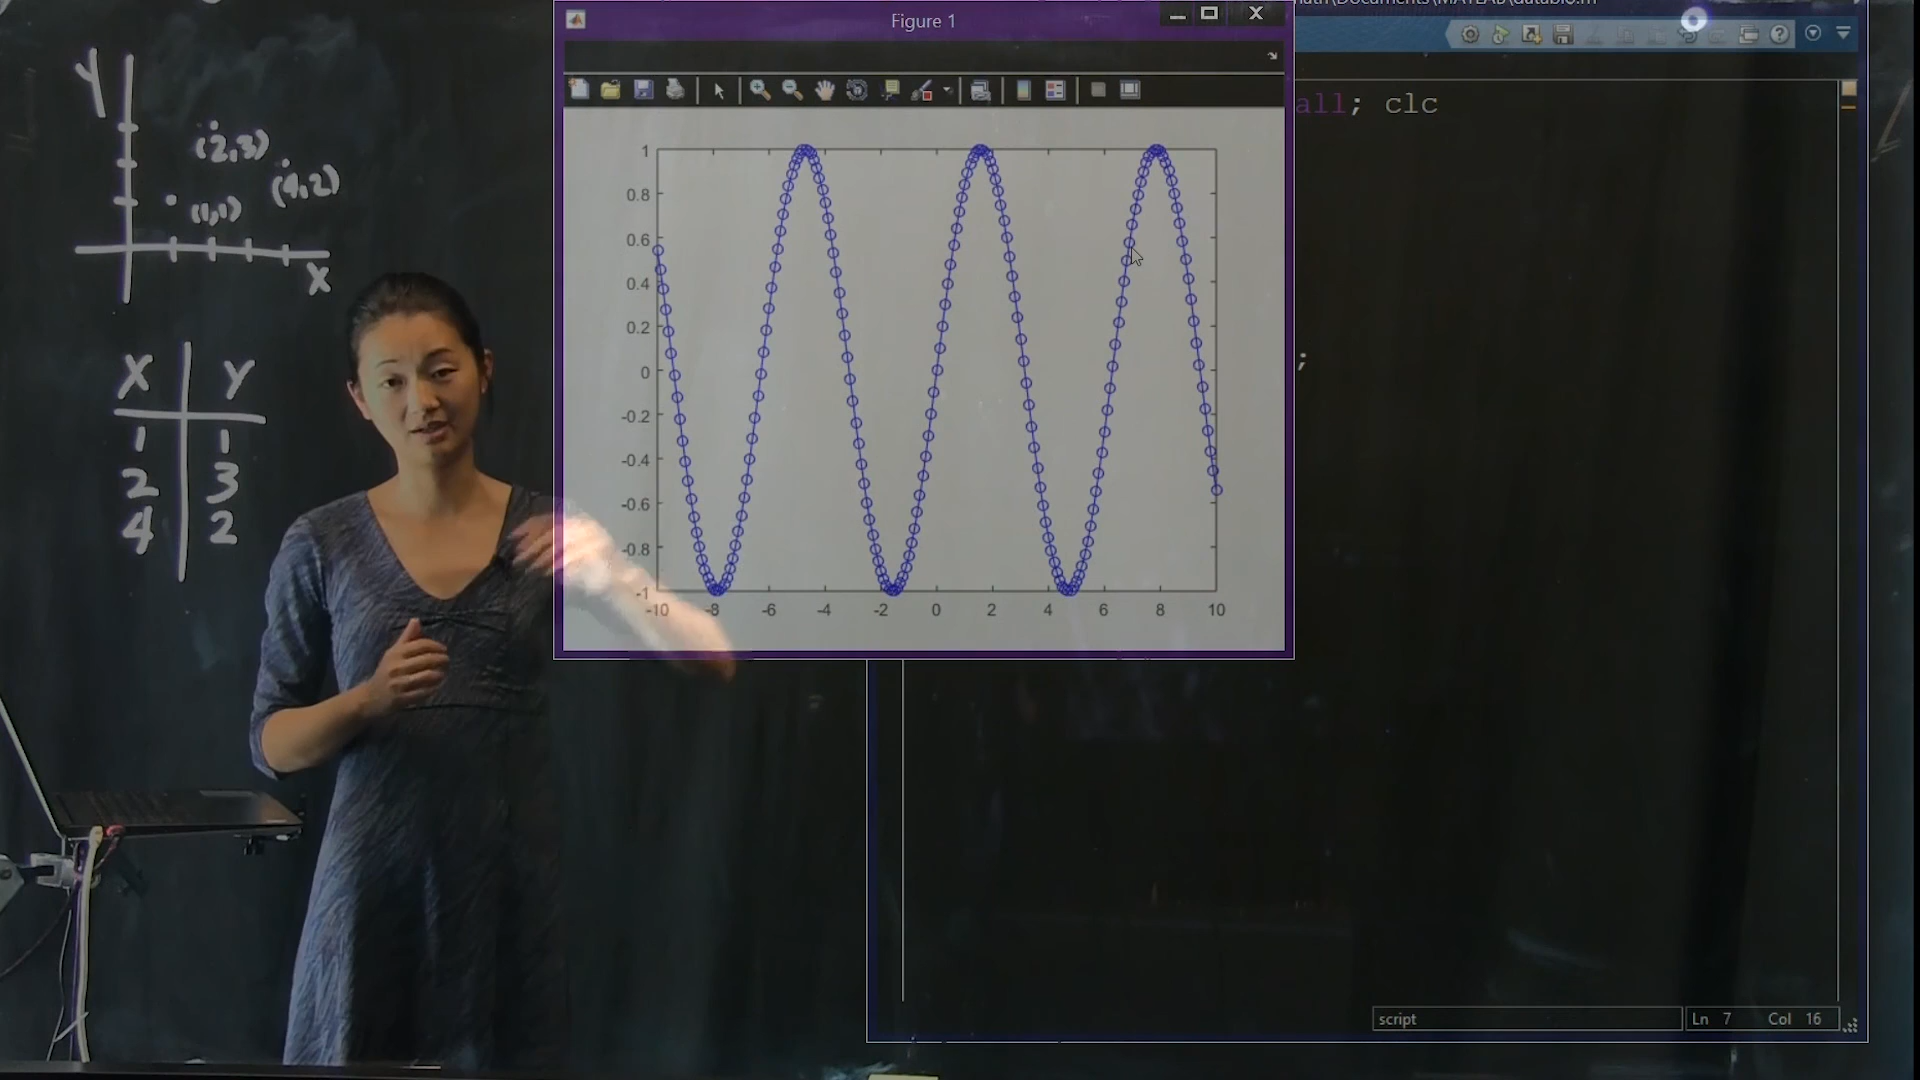 Y
(2,3)
(4,2)
(1,1)
X
X Y
1 1
2 3
4 2
Figure 1
1
0.8
0.6
0.4
0.2
0
-0.2
-0.4
-0.6
-0.8
-1
-10 -8 -6 -4 -2 0 2 4 6 8 10
all; clc
;
script
Ln 7 Col 16